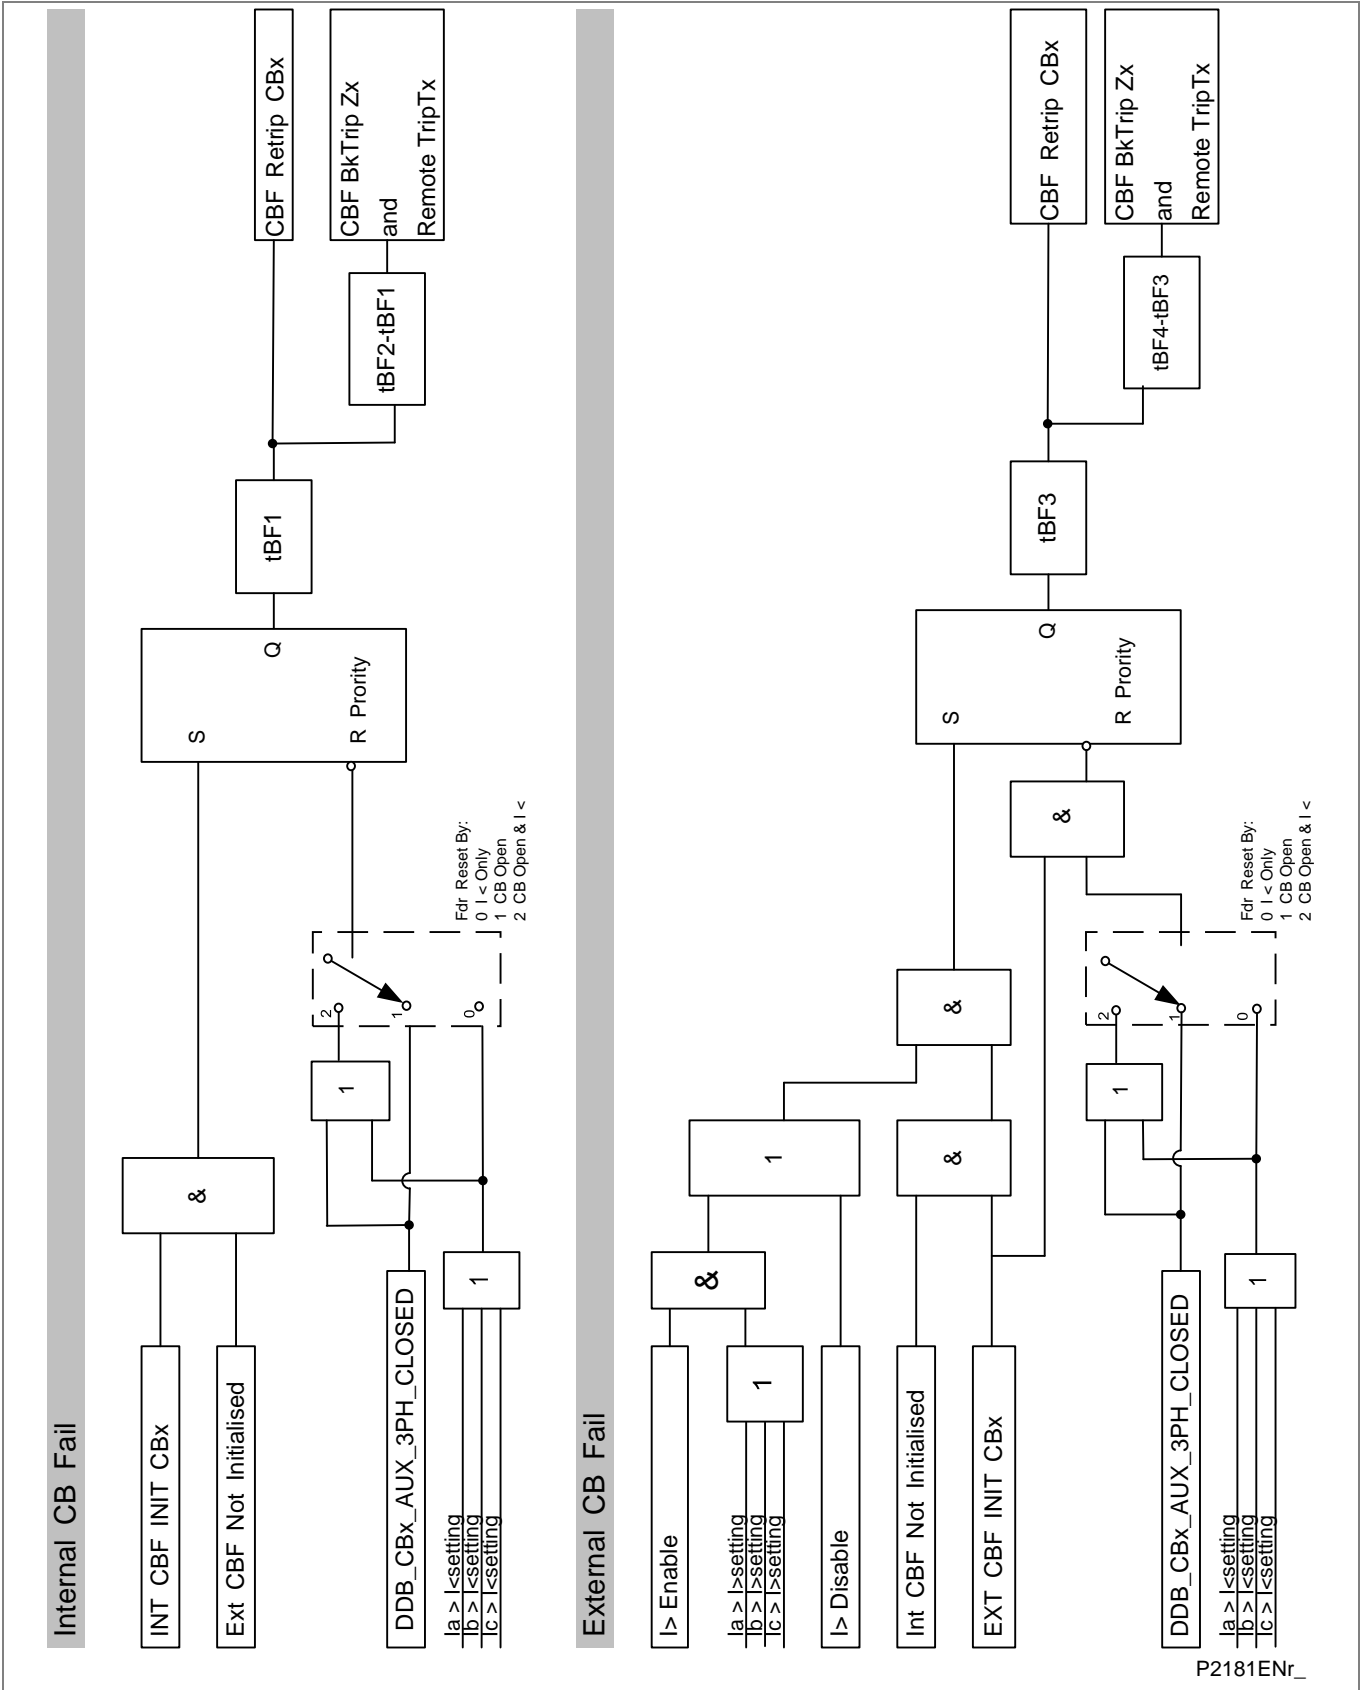 Internal CB Fail
INT CBF INIT CBx
Ext CBF Not Initialised
&
S
Q
R Prority
tBF1
CBF Retrip CBx
tBF2-tBF1
CBF BkTrip Zx
and
Remote TripTx
DDB_CBx_AUX_3PH_CLOSED
Ia > I<setting
Ib > I<setting
Ic > I<setting
1
1
2
1
0
Fdr Reset By:
0 I < Only
1 CB Open
2 CB Open & I <
External CB Fail
I> Enable
Ia > I>setting
Ib > I>setting
Ic > I>setting
1
&
I> Disable
1
Int CBF Not Initialised
EXT CBF INIT CBx
&
&
S
Q
R Prority
&
tBF3
CBF Retrip CBx
tBF4-tBF3
CBF BkTrip Zx
and
Remote TripTx
DDB_CBx_AUX_3PH_CLOSED
Ia > I<setting
Ib > I<setting
Ic > I<setting
1
1
2
1
0
Fdr Reset By:
0 I < Only
1 CB Open
2 CB Open & I <
P2181ENr_